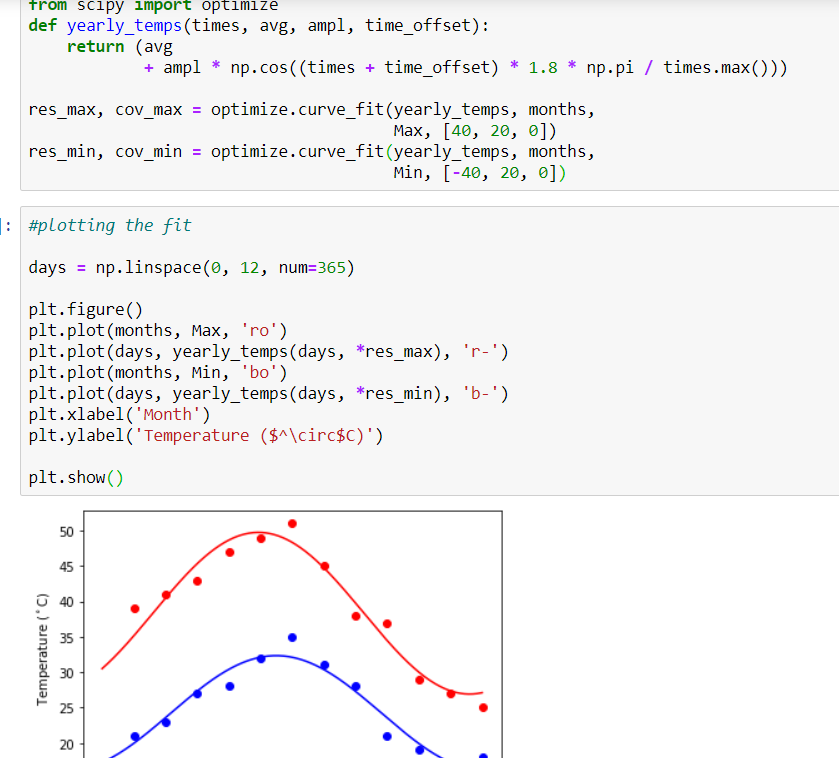 from scipy import optimize
def yearly_temps(times, avg, ampl, time_offset):
    return (avg
            + ampl * np.cos((times + time_offset) * 1.8 * np.pi / times.max()))

res_max, cov_max = optimize.curve_fit(yearly_temps, months,
                                      Max, [40, 20, 0])
res_min, cov_min = optimize.curve_fit(yearly_temps, months,
                                      Min, [-40, 20, 0])
]: #plotting the fit

days = np.linspace(0, 12, num=365)

plt.figure()
plt.plot(months, Max, 'ro')
plt.plot(days, yearly_temps(days, *res_max), 'r-')
plt.plot(months, Min, 'bo')
plt.plot(days, yearly_temps(days, *res_min), 'b-')
plt.xlabel('Month')
plt.ylabel('Temperature ($^\circ$C)')

plt.show()
50
45
40
35
30
25
20
Temperature (°C)